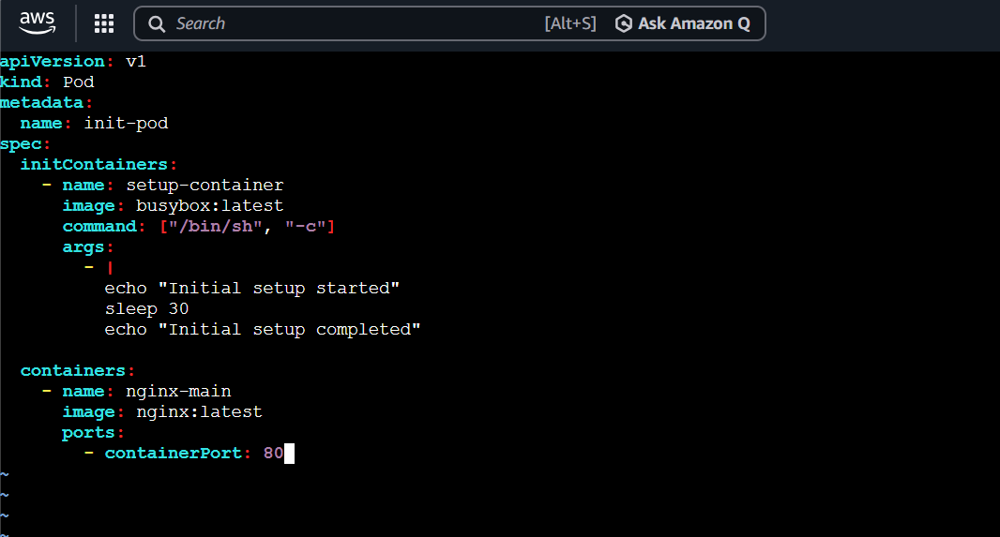 aws
Search [Alt+S] Ask Amazon Q
apiVersion: v1
kind: Pod
metadata:
  name: init-pod
spec:
  initContainers:
    - name: setup-container
      image: busybox:latest
      command: ["/bin/sh", "-c"]
      args:
        - |
          echo "Initial setup started"
          sleep 30
          echo "Initial setup completed"

  containers:
    - name: nginx-main
      image: nginx:latest
      ports:
        - containerPort: 80
~
~
~
~